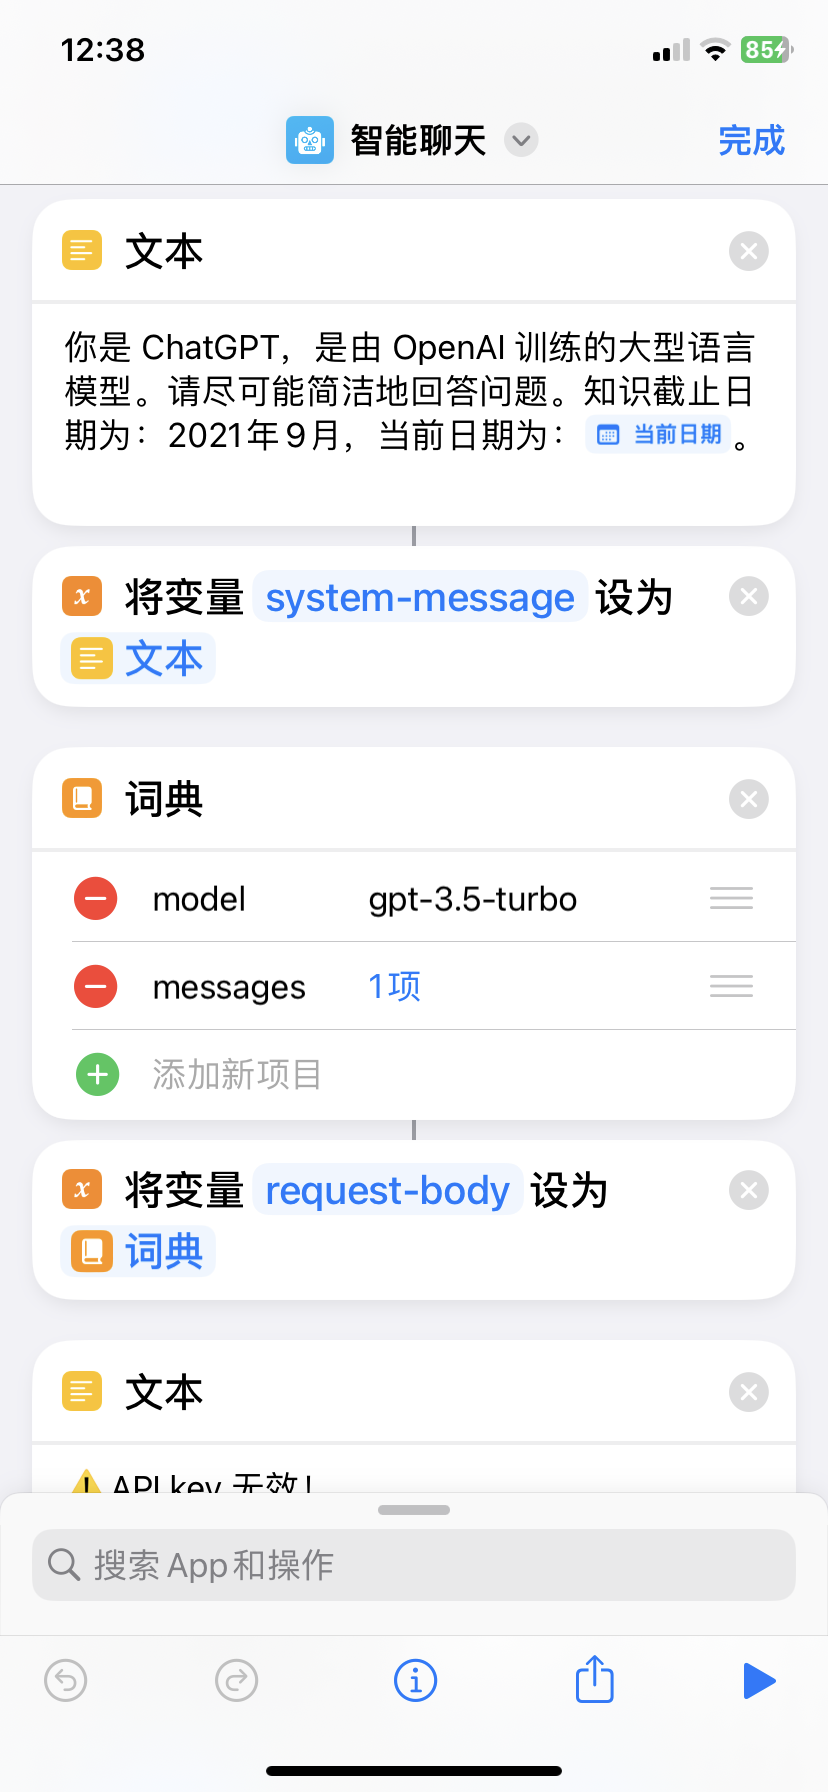 12:38
85
智能聊天
完成
文本
你是 ChatGPT，是由 OpenAI 训练的大型语言
模型。请尽可能简洁地回答问题。知识截止日
期为：2021年9月，当前日期为： 当前日期 。
x 将变量 system-message 设为
文本
词典
model gpt-3.5-turbo
messages 1项
添加新项目
x 将变量 request-body 设为
词典
文本
⚠️ API key 无效！
搜索 App 和操作